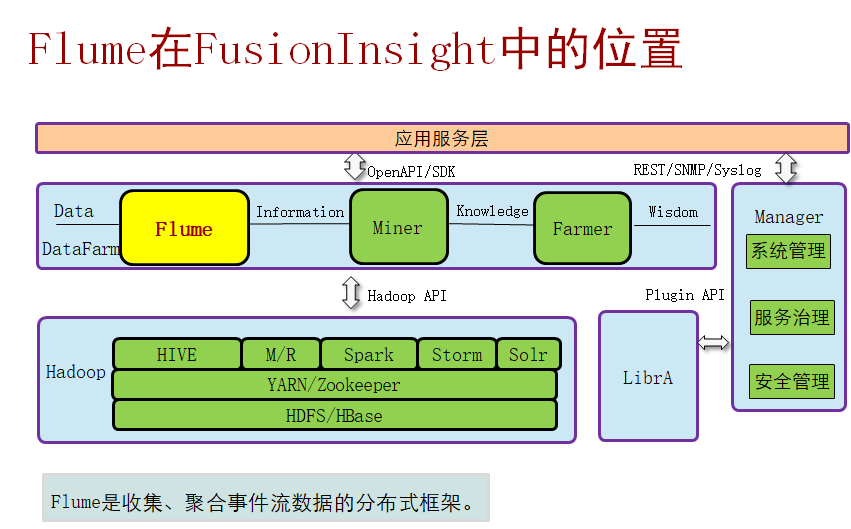 Flume在FusionInsight中的位置
应用服务层
OpenAPI/SDK
REST/SNMP/Syslog
Data
DataFarm
Flume
Information
Miner
Knowledge
Farmer
Wisdom
Manager
系统管理
服务治理
安全管理
Hadoop API
Plugin API
Hadoop
HIVE
M/R
Spark
Storm
Solr
YARN/Zookeeper
HDFS/HBase
LibrA
Flume是收集、聚合事件流数据的分布式框架。